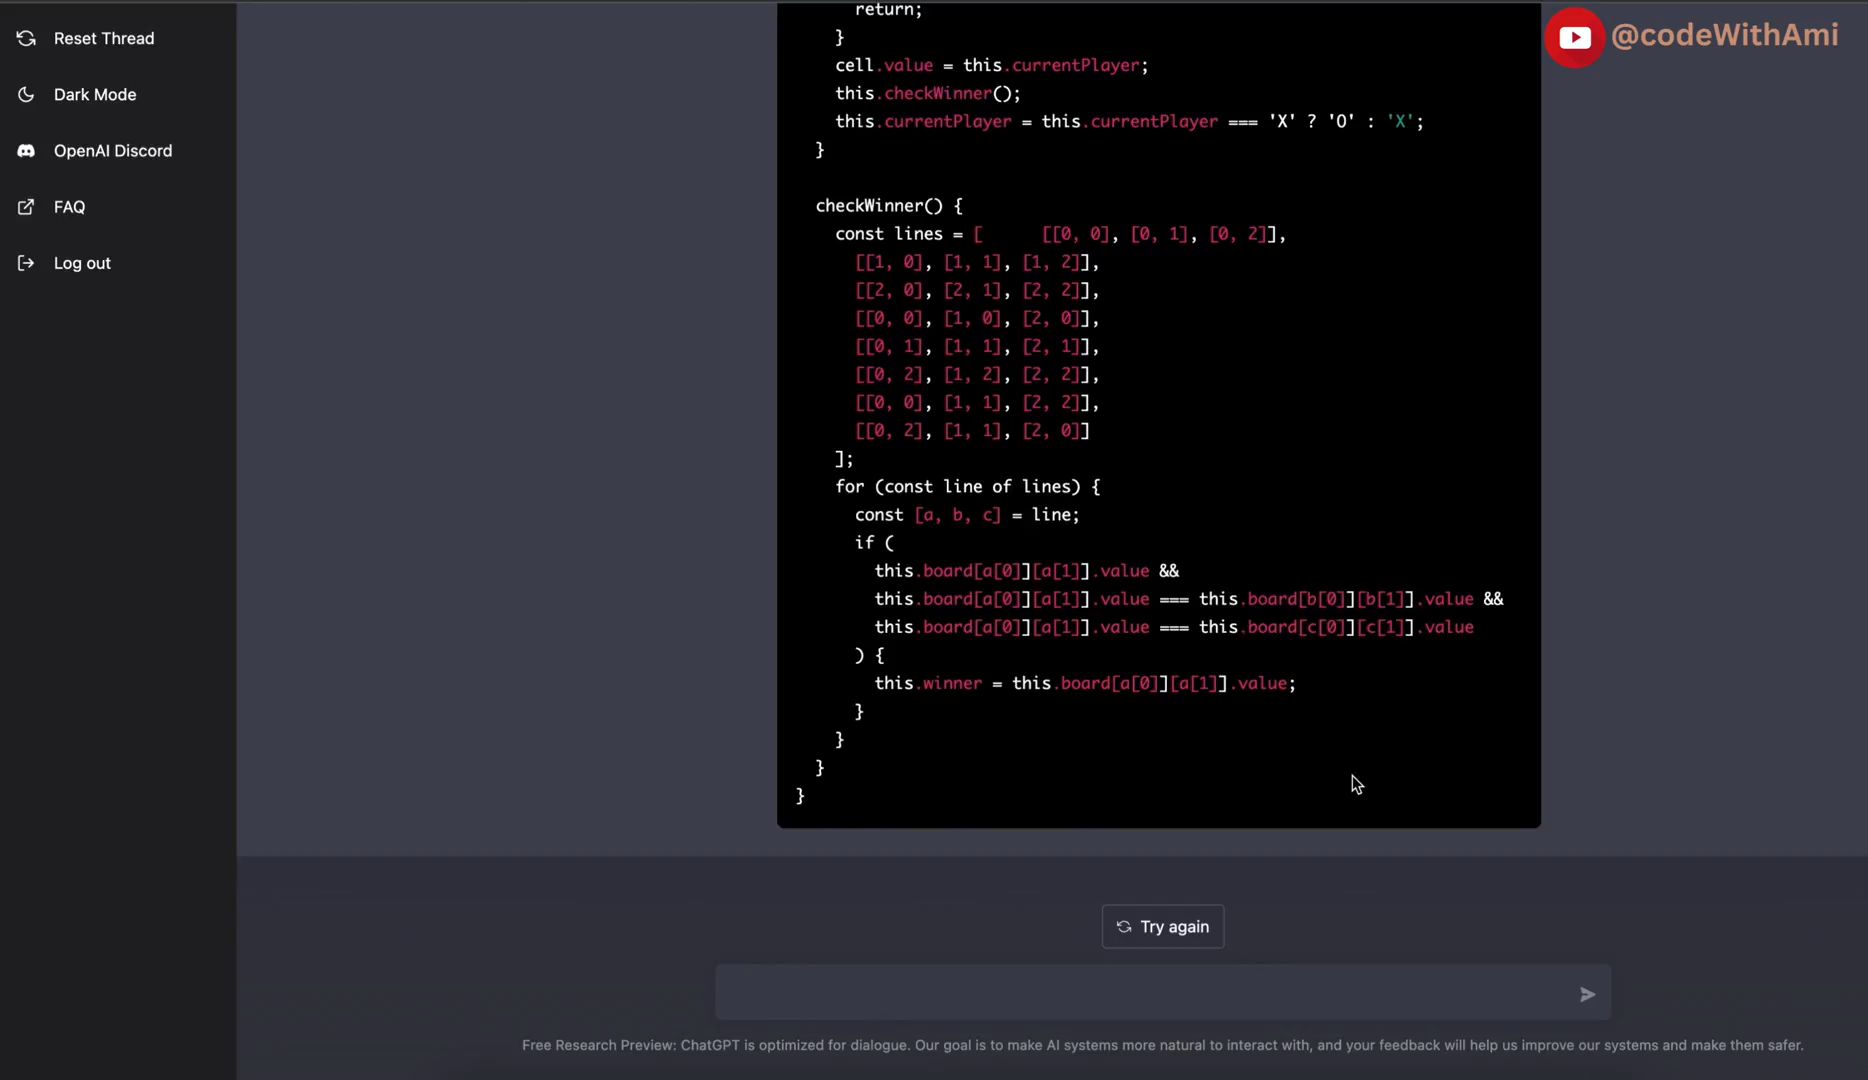 Reset Thread
Dark Mode
OpenAI Discord
FAQ
Log out
@codeWithAmi
return;
}
cell.value = this.currentPlayer;
this.checkWinner();
this.currentPlayer = this.currentPlayer === 'X' ? 'O' : 'X';
}
checkWinner() {
const lines = [      [[0, 0], [0, 1], [0, 2]],
[[1, 0], [1, 1], [1, 2]],
[[2, 0], [2, 1], [2, 2]],
[[0, 0], [1, 0], [2, 0]],
[[0, 1], [1, 1], [2, 1]],
[[0, 2], [1, 2], [2, 2]],
[[0, 0], [1, 1], [2, 2]],
[[0, 2], [1, 1], [2, 0]]
];
for (const line of lines) {
const [a, b, c] = line;
if (
this.board[a[0]][a[1]].value &&
this.board[a[0]][a[1]].value === this.board[b[0]][b[1]].value &&
this.board[a[0]][a[1]].value === this.board[c[0]][c[1]].value
) {
this.winner = this.board[a[0]][a[1]].value;
}
}
}
}
Try again
Free Research Preview: ChatGPT is optimized for dialogue. Our goal is to make AI systems more natural to interact with, and your feedback will help us improve our systems and make them safer.